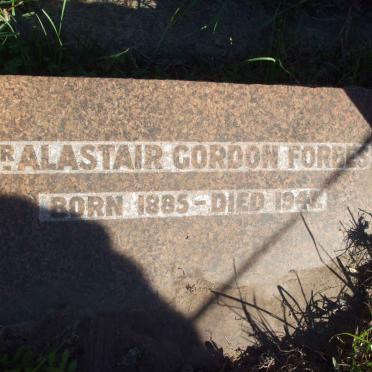 ALASTAIR GORDON FORBES
BORN 1885 - DIED